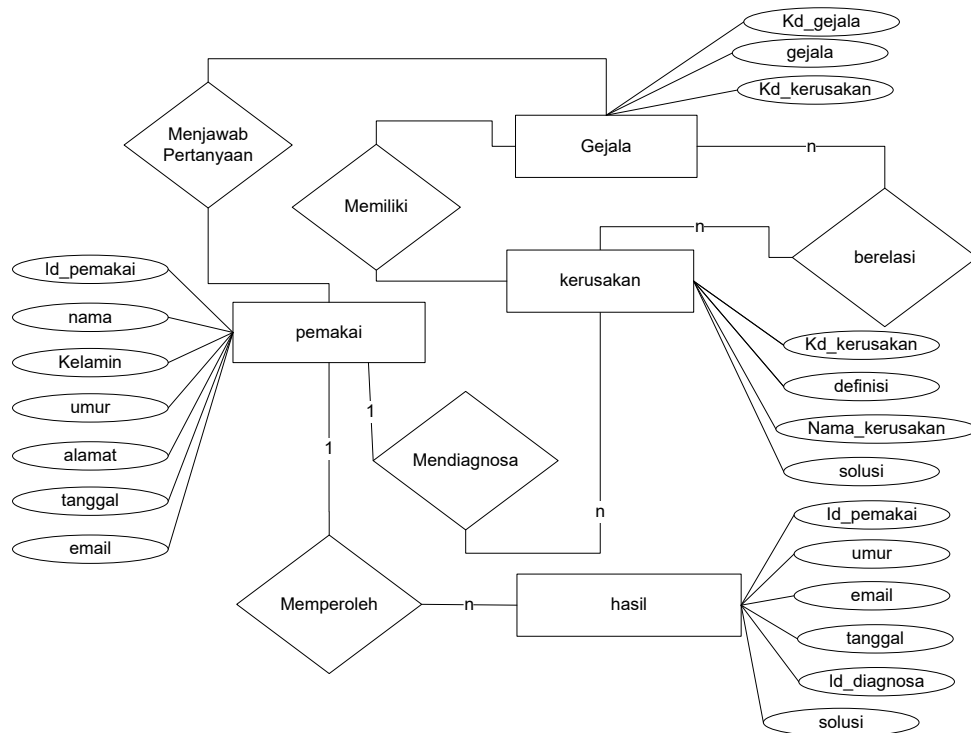 Kd_gejala
gejala
Kd_kerusakan
Menjawab
Pertanyaan
Gejala
n
Memiliki
n
berelasi
kerusakan
Id_pemakai
nama
Kelamin
umur
alamat
tanggal
email
pemakai
Kd_kerusakan
definisi
Nama_kerusakan
solusi
1
1
Mendiagnosa
n
Id_pemakai
umur
email
tanggal
Id_diagnosa
solusi
Memperoleh
n
hasil